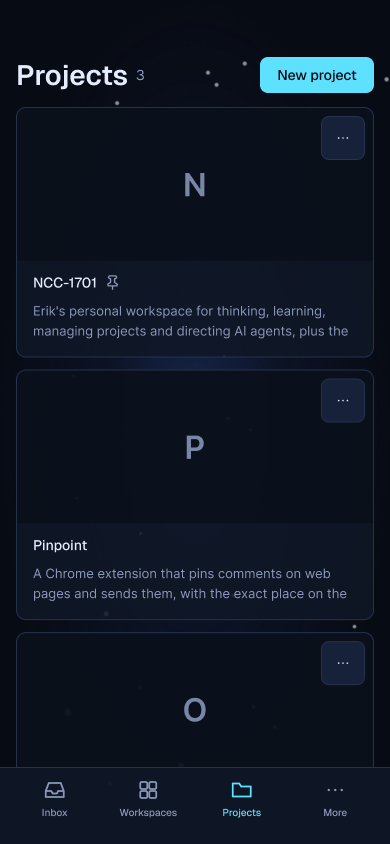 Projects 3
New project
...
N
NCC-1701
Erik's personal workspace for thinking, learning,
managing projects and directing AI agents, plus the
...
P
Pinpoint
A Chrome extension that pins comments on web
pages and sends them, with the exact place on the
...
O
Inbox
Workspaces
Projects
More